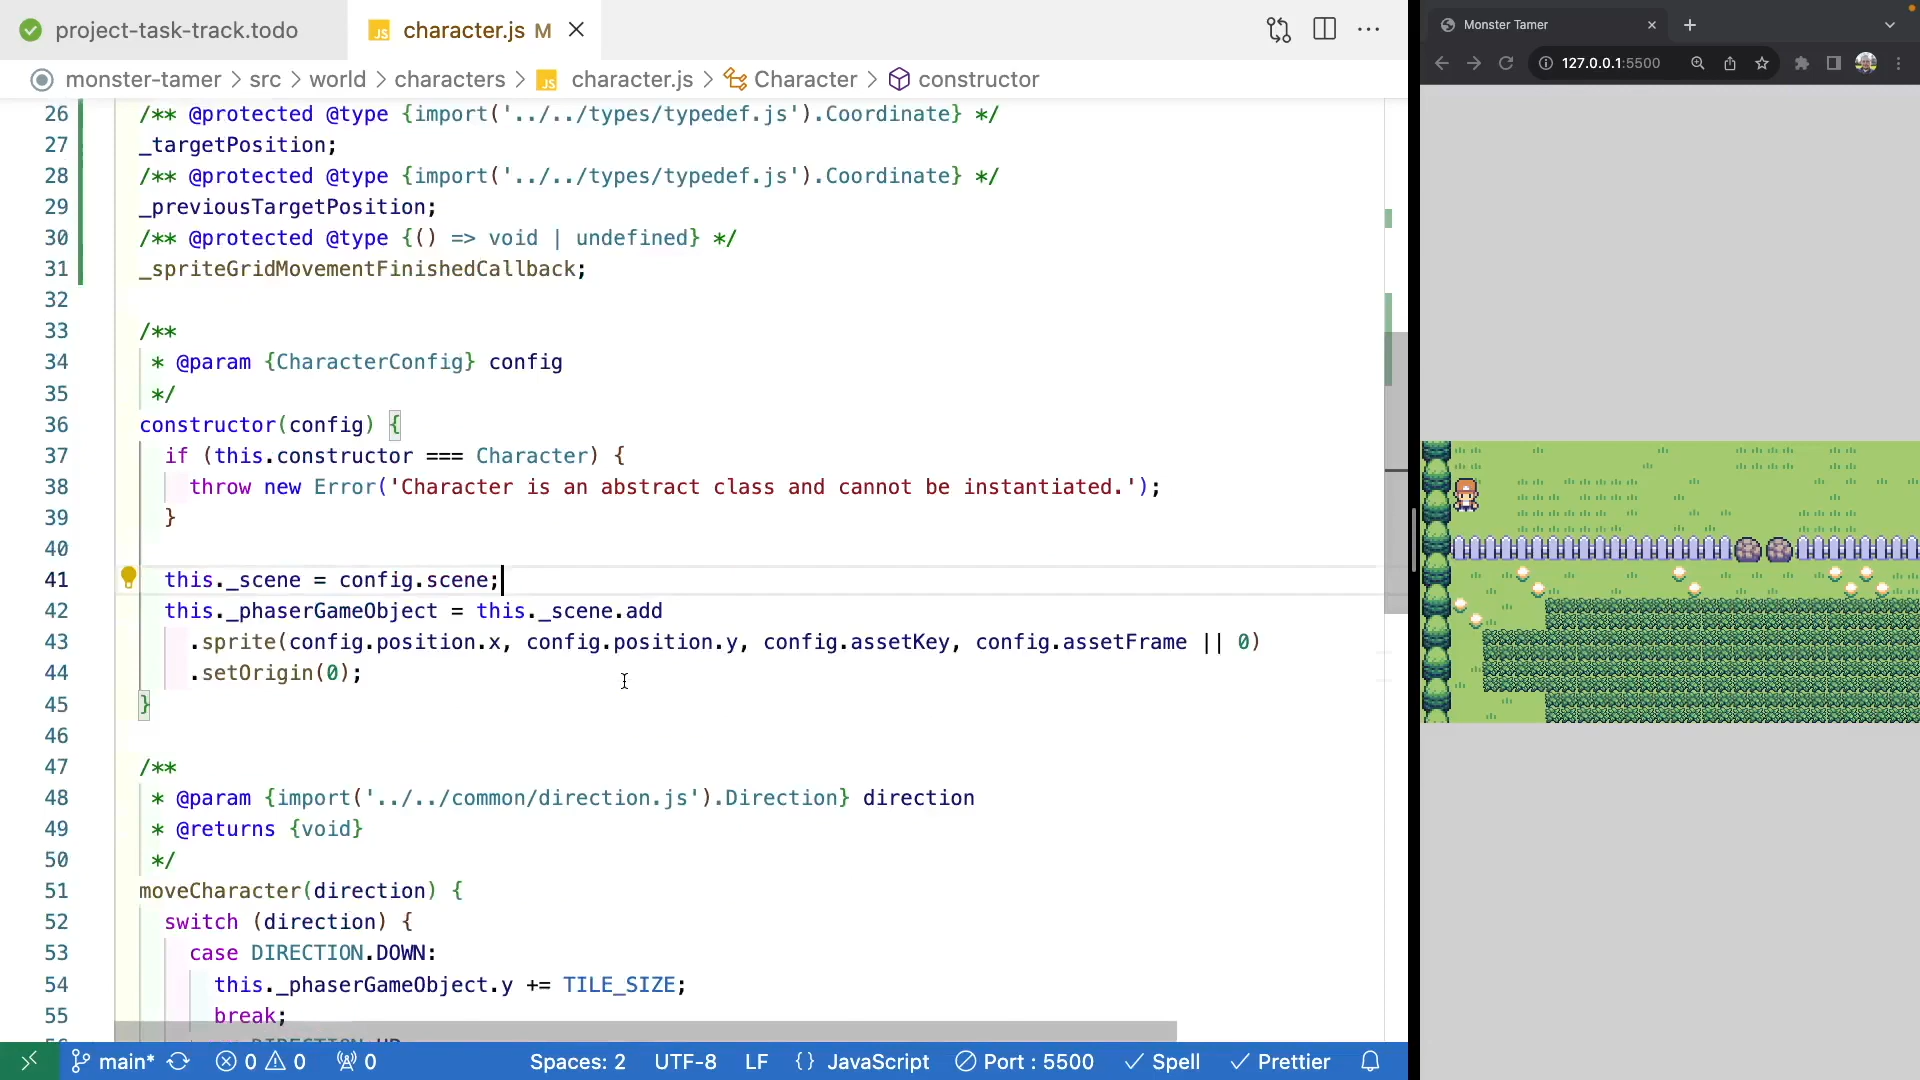 project-task-track.todo
JS character.js M
monster-tamer > src > world > characters > JS character.js > Character > constructor
26 /** @protected @type {import('../../types/typedef.js').Coordinate} */
27 _targetPosition;
28 /** @protected @type {import('../../types/typedef.js').Coordinate} */
29 _previousTargetPosition;
30 /** @protected @type {() => void | undefined} */
31 _spriteGridMovementFinishedCallback;
32
33 /**
34 * @param {CharacterConfig} config
35 */
36 constructor(config) {
37 if (this.constructor === Character) {
38 throw new Error('Character is an abstract class and cannot be instantiated.');
39 }
40
41 this._scene = config.scene;
42 this._phaserGameObject = this._scene.add
43 .sprite(config.position.x, config.position.y, config.assetKey, config.assetFrame || 0)
44 .setOrigin(0);
45 }
46
47 /**
48 * @param {import('../../common/direction.js').Direction} direction
49 * @returns {void}
50 */
51 moveCharacter(direction) {
52 switch (direction) {
53 case DIRECTION.DOWN:
54 this._phaserGameObject.y += TILE_SIZE;
55 break;
main* 0 0 0 Spaces: 2 UTF-8 LF {} JavaScript Port : 5500 Spell Prettier
Monster Tamer
127.0.0.1:5500